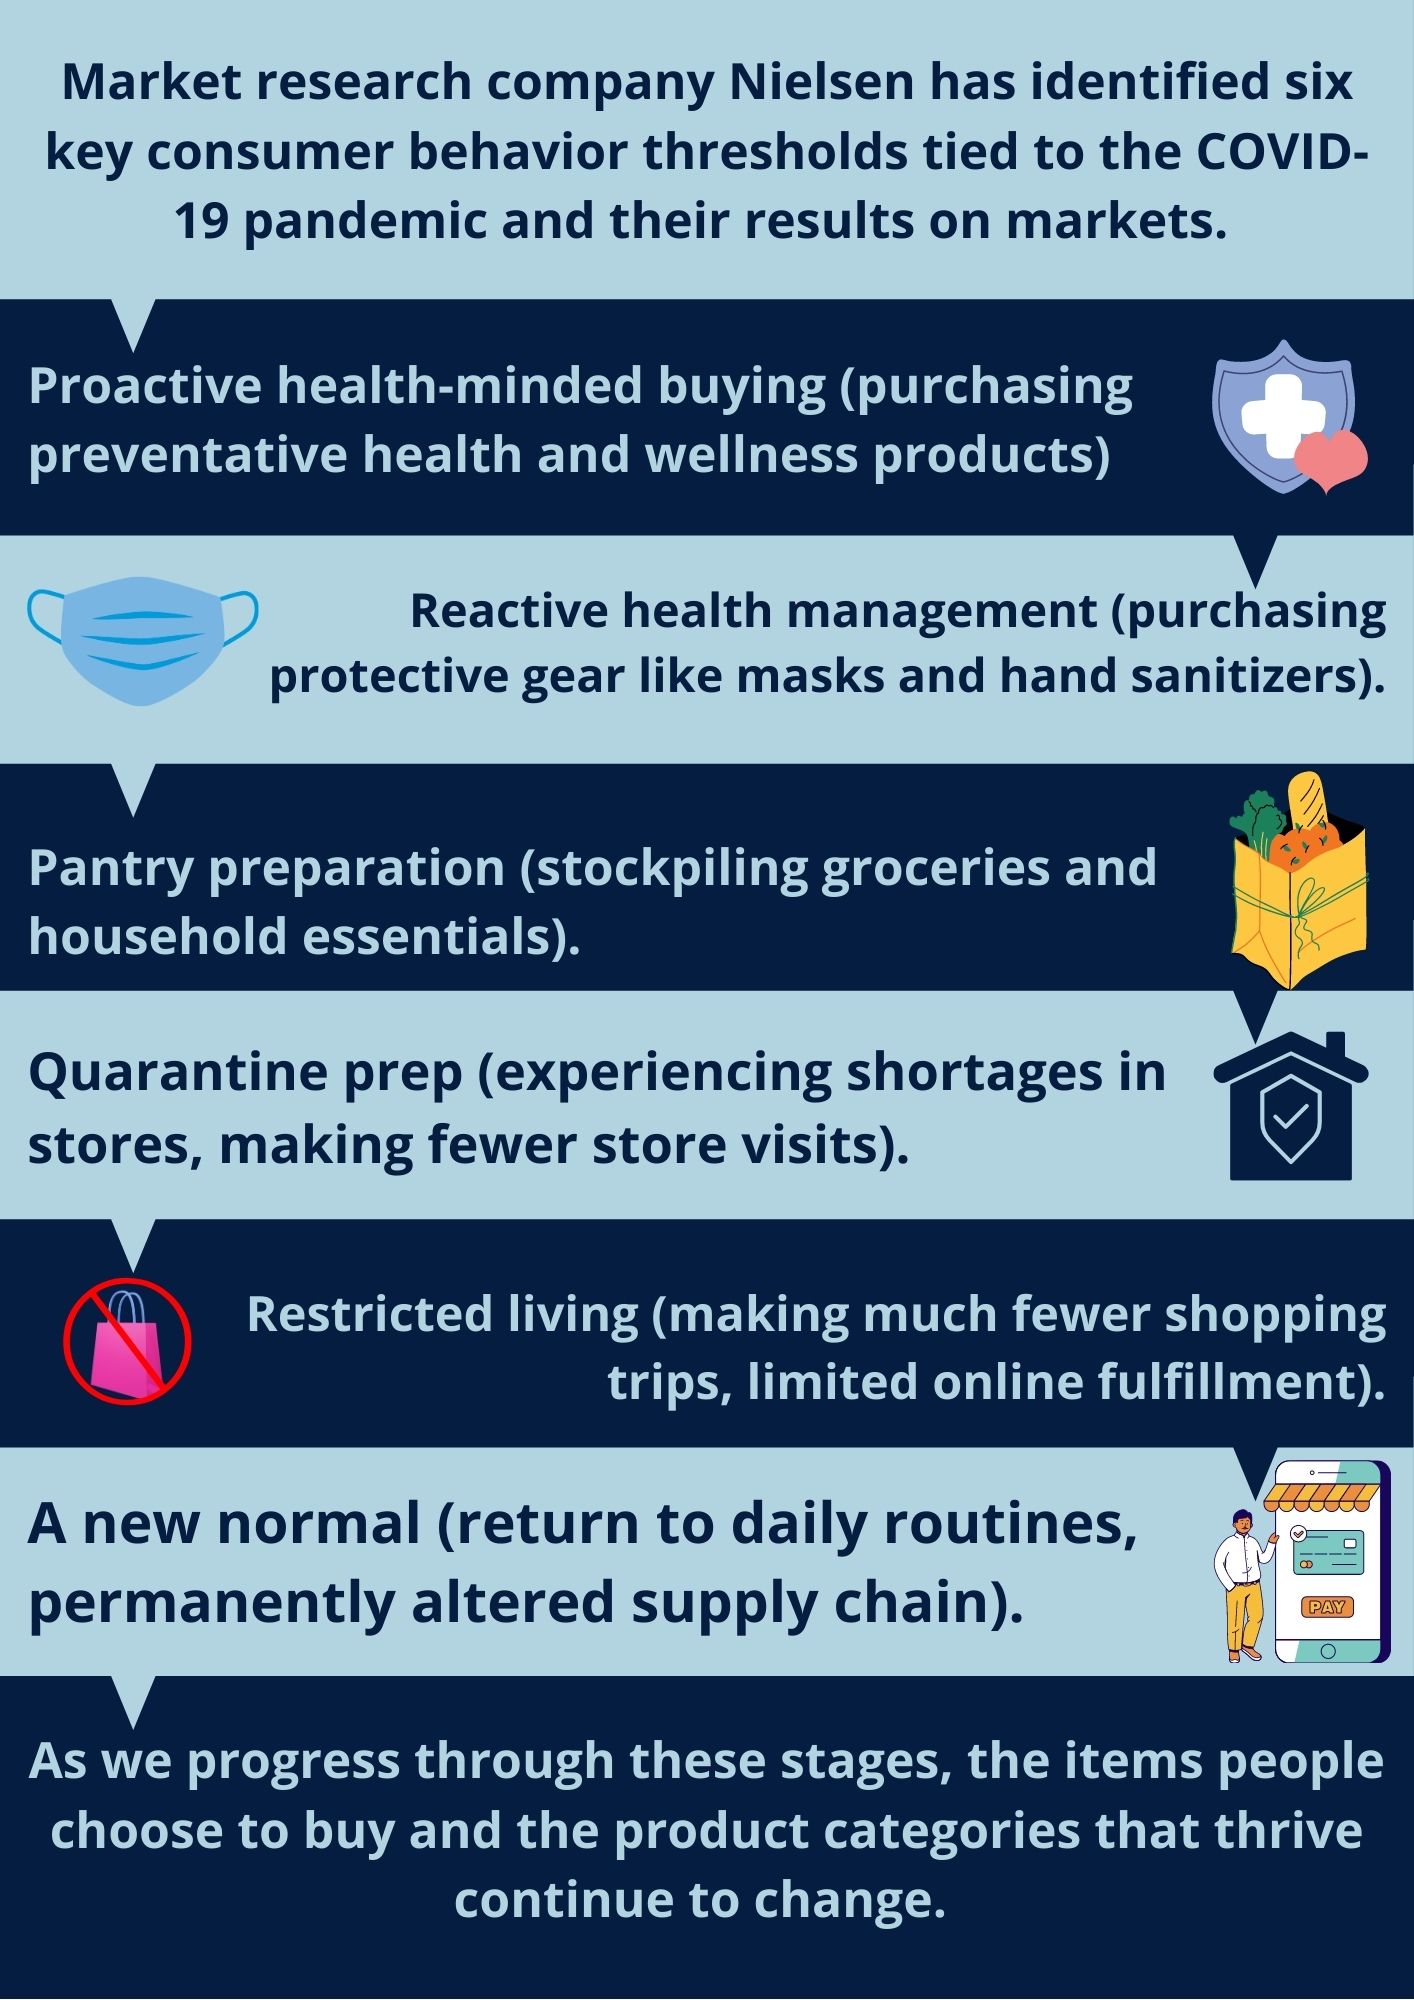 Market research company Nielsen has identified six
key consumer behavior thresholds tied to the COVID-
19 pandemic and their results on markets.
Proactive health-minded buying (purchasing
preventative health and wellness products)
Reactive health management (purchasing
protective gear like masks and hand sanitizers).
Pantry preparation (stockpiling groceries and
household essentials).
Quarantine prep (experiencing shortages in
stores, making fewer store visits).
Restricted living (making much fewer shopping
trips, limited online fulfillment).
A new normal (return to daily routines,
permanently altered supply chain).
PAY
As we progress through these stages, the items people
choose to buy and the product categories that thrive
continue to change.